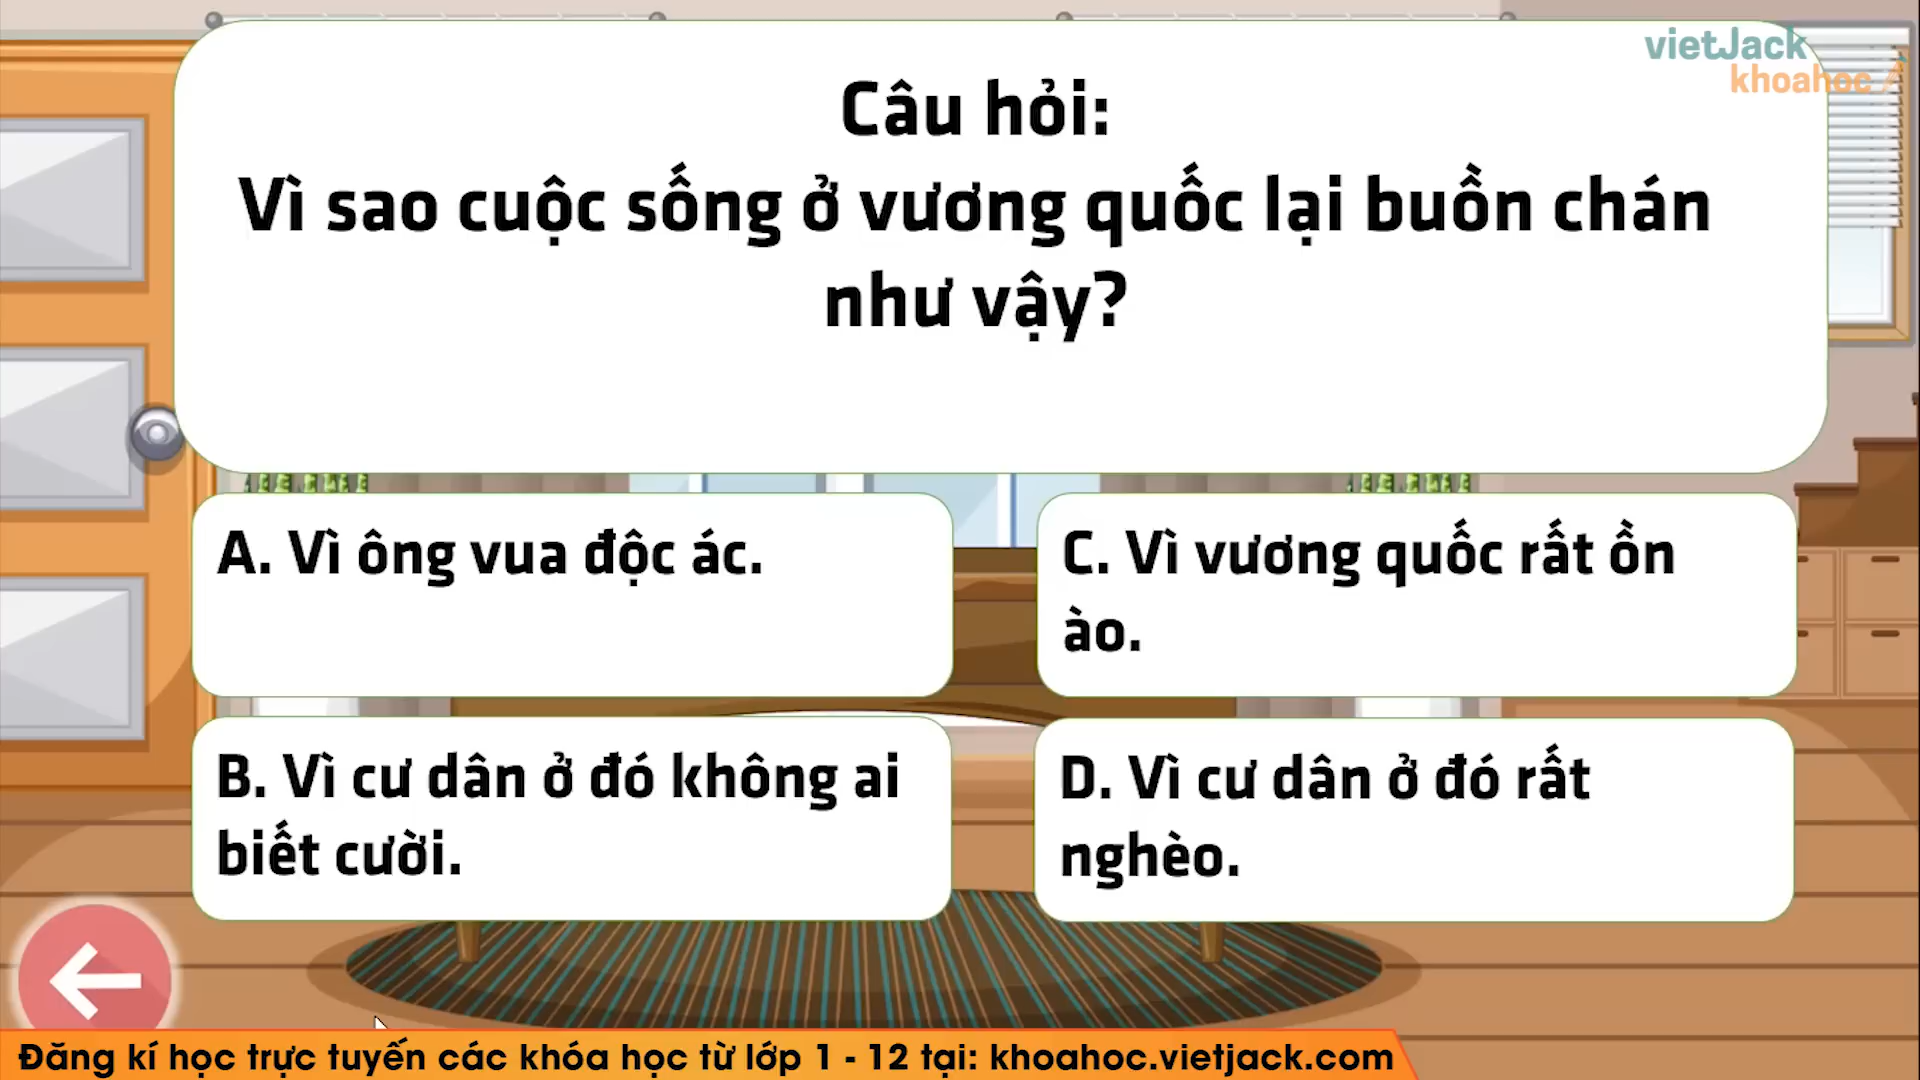 vietJack
khoahoc
Câu hỏi:
Vì sao cuộc sống ở vương quốc lại buồn chán
như vậy?
A. Vì ông vua độc ác.
C. Vì vương quốc rất ồn
ào.
B. Vì cư dân ở đó không ai
biết cười.
D. Vì cư dân ở đó rất
nghèo.
Đăng kí học trực tuyến các khóa học từ lớp 1 - 12 tại: khoahoc.vietjack.com